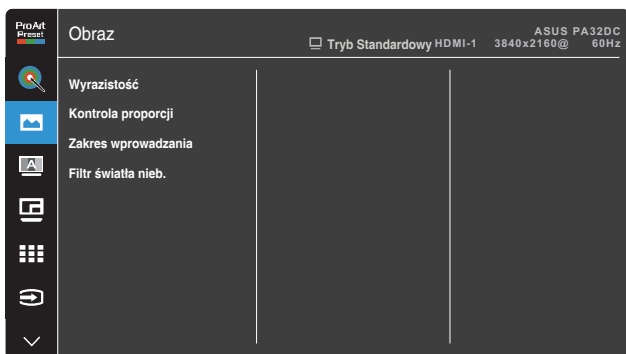 ProArt
Preset
Obraz
Tryb Standardowy HDMI-1
ASUS PA32DC
3840x2160@ 60Hz
Wyrazistość
Kontrola proporcji
Zakres wprowadzania
Filtr światła nieb.
A